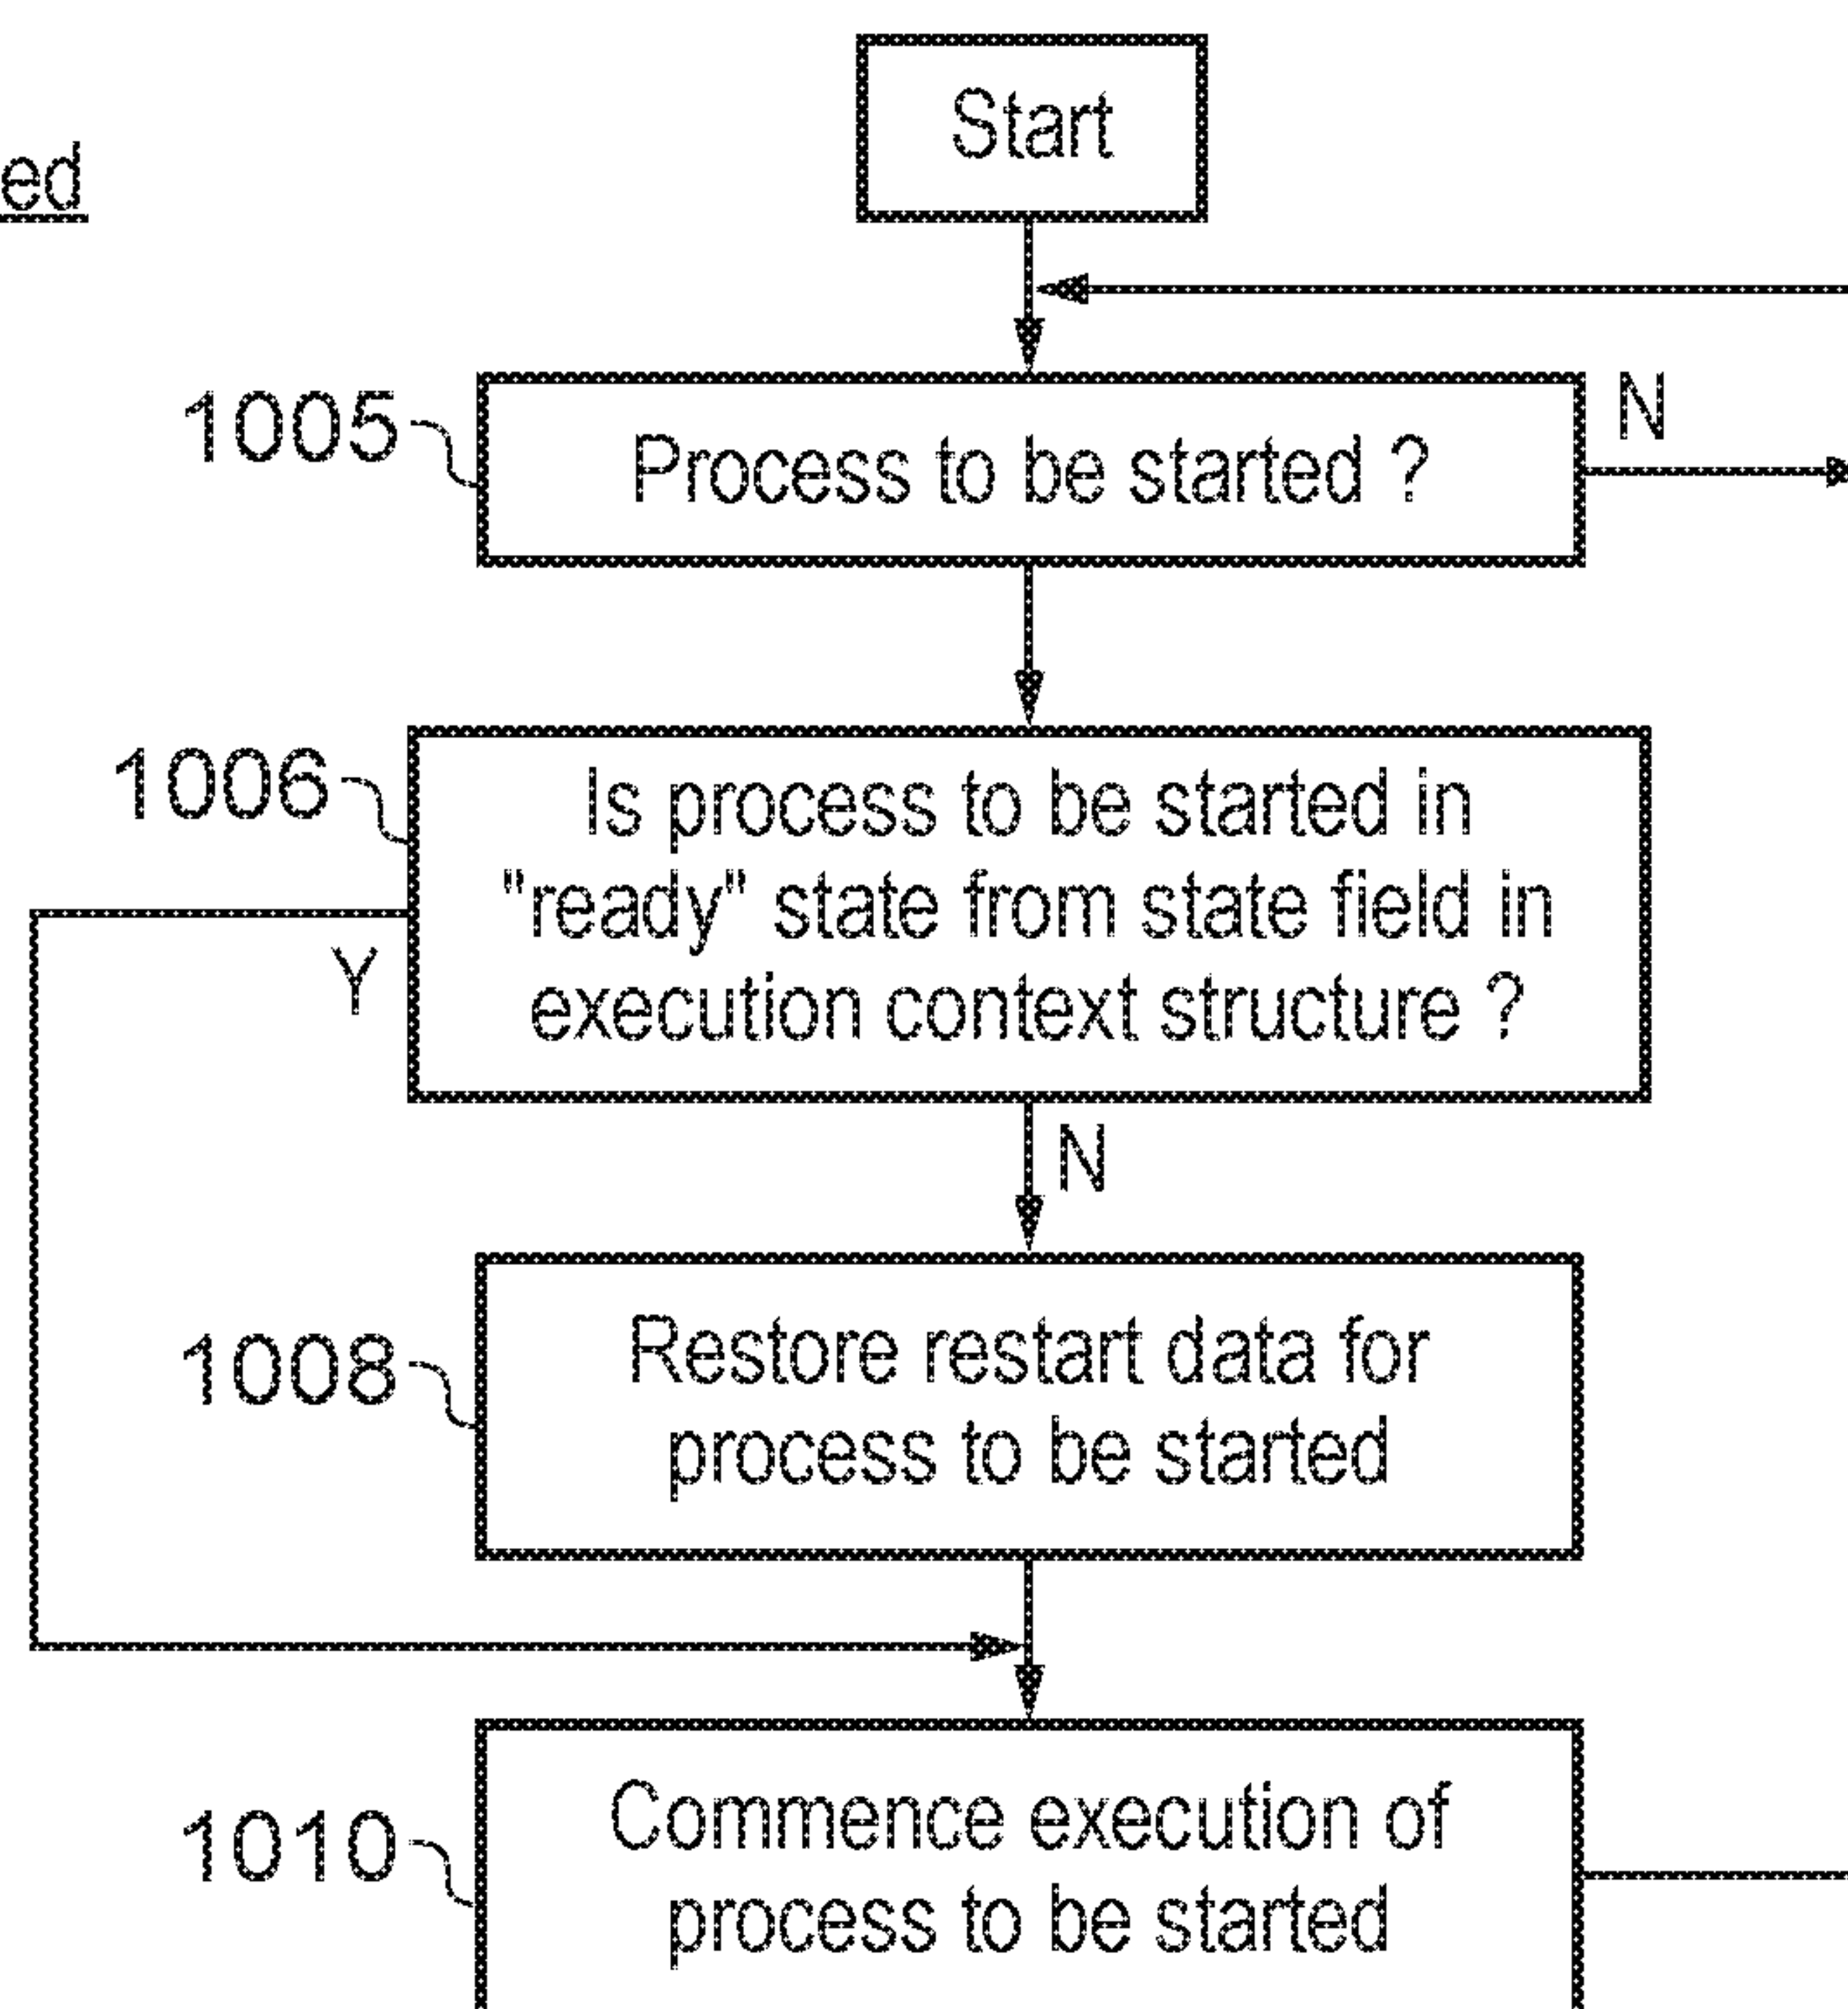 Start
ed
1005
Process to be started ?
N
1006
Is process to be started in
"ready" state from state field in
execution context structure ?
Y
N
1008
Restore restart data for
process to be started
1010
Commence execution of
process to be started